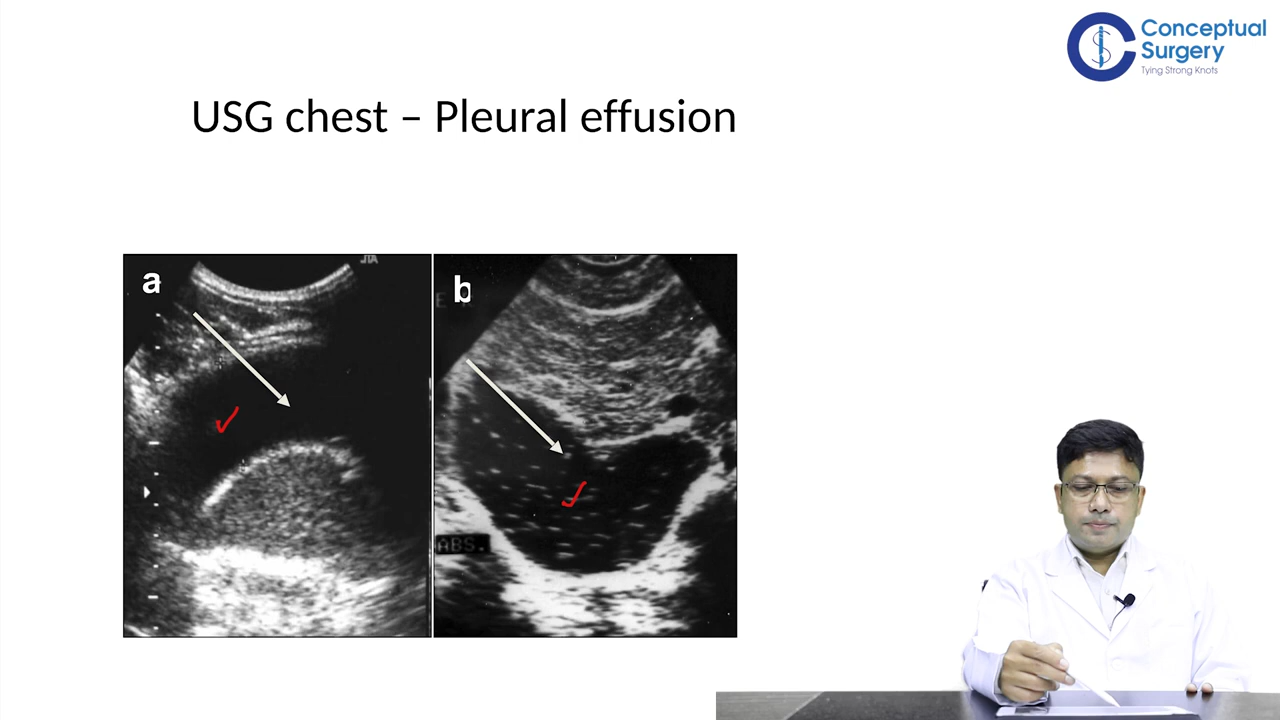 Conceptual
Surgery
Tying Strong Knots
USG chest – Pleural effusion
a
b
ABS.